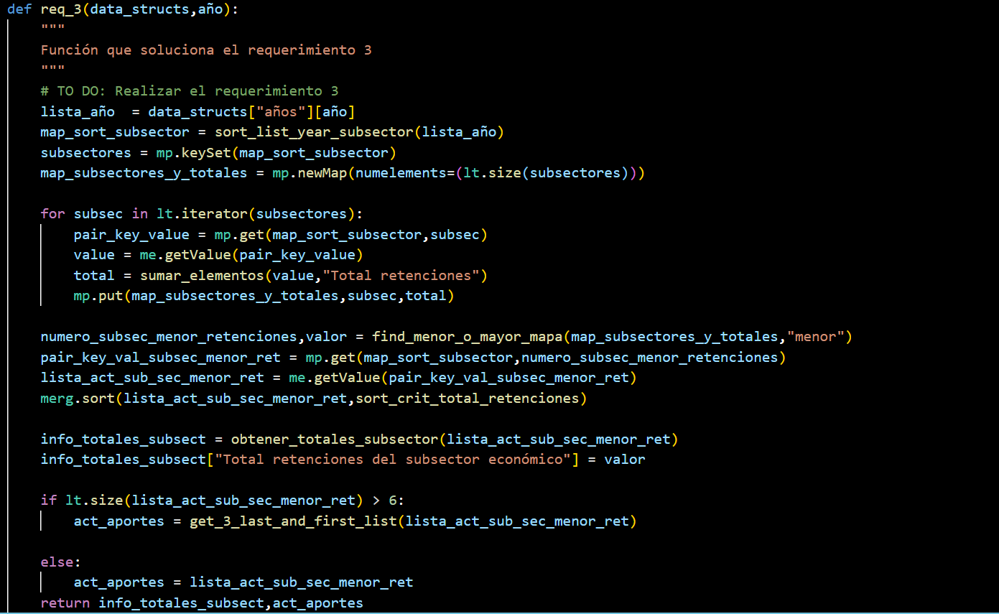 def req_3(data_structs,año):
"""
Función que soluciona el requerimiento 3
"""
# TO DO: Realizar el requerimiento 3
lista_año  = data_structs["años"][año]
map_sort_subsector = sort_list_year_subsector(lista_año)
subsectores = mp.keySet(map_sort_subsector)
map_subsectores_y_totales = mp.newMap(numelements=(lt.size(subsectores)))
for subsec in lt.iterator(subsectores):
pair_key_value = mp.get(map_sort_subsector,subsec)
value = me.getValue(pair_key_value)
total = sumar_elementos(value,"Total retenciones")
mp.put(map_subsectores_y_totales,subsec,total)
numero_subsec_menor_retenciones,valor = find_menor_o_mayor_mapa(map_subsectores_y_totales,"menor")
pair_key_val_subsec_menor_ret = mp.get(map_sort_subsector,numero_subsec_menor_retenciones)
lista_act_sub_sec_menor_ret = me.getValue(pair_key_val_subsec_menor_ret)
merg.sort(lista_act_sub_sec_menor_ret,sort_crit_total_retenciones)
info_totales_subsect = obtener_totales_subsector(lista_act_sub_sec_menor_ret)
info_totales_subsect["Total retenciones del subsector económico"] = valor
if lt.size(lista_act_sub_sec_menor_ret) > 6:
act_aportes = get_3_last_and_first_list(lista_act_sub_sec_menor_ret)
else:
act_aportes = lista_act_sub_sec_menor_ret
return info_totales_subsect,act_aportes